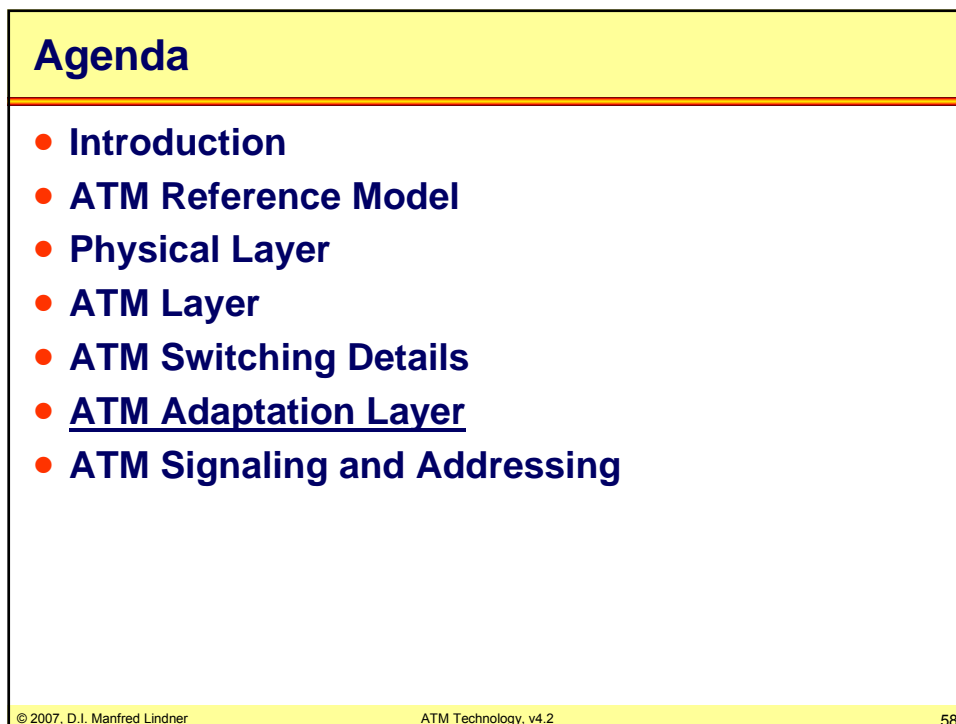 Agenda
• Introduction
• ATM Reference Model
• Physical Layer
• ATM Layer
• ATM Switching Details
• ATM Adaptation Layer
• ATM Signaling and Addressing
© 2007, D.I. Manfred Lindner ATM Technology, v4.2 58